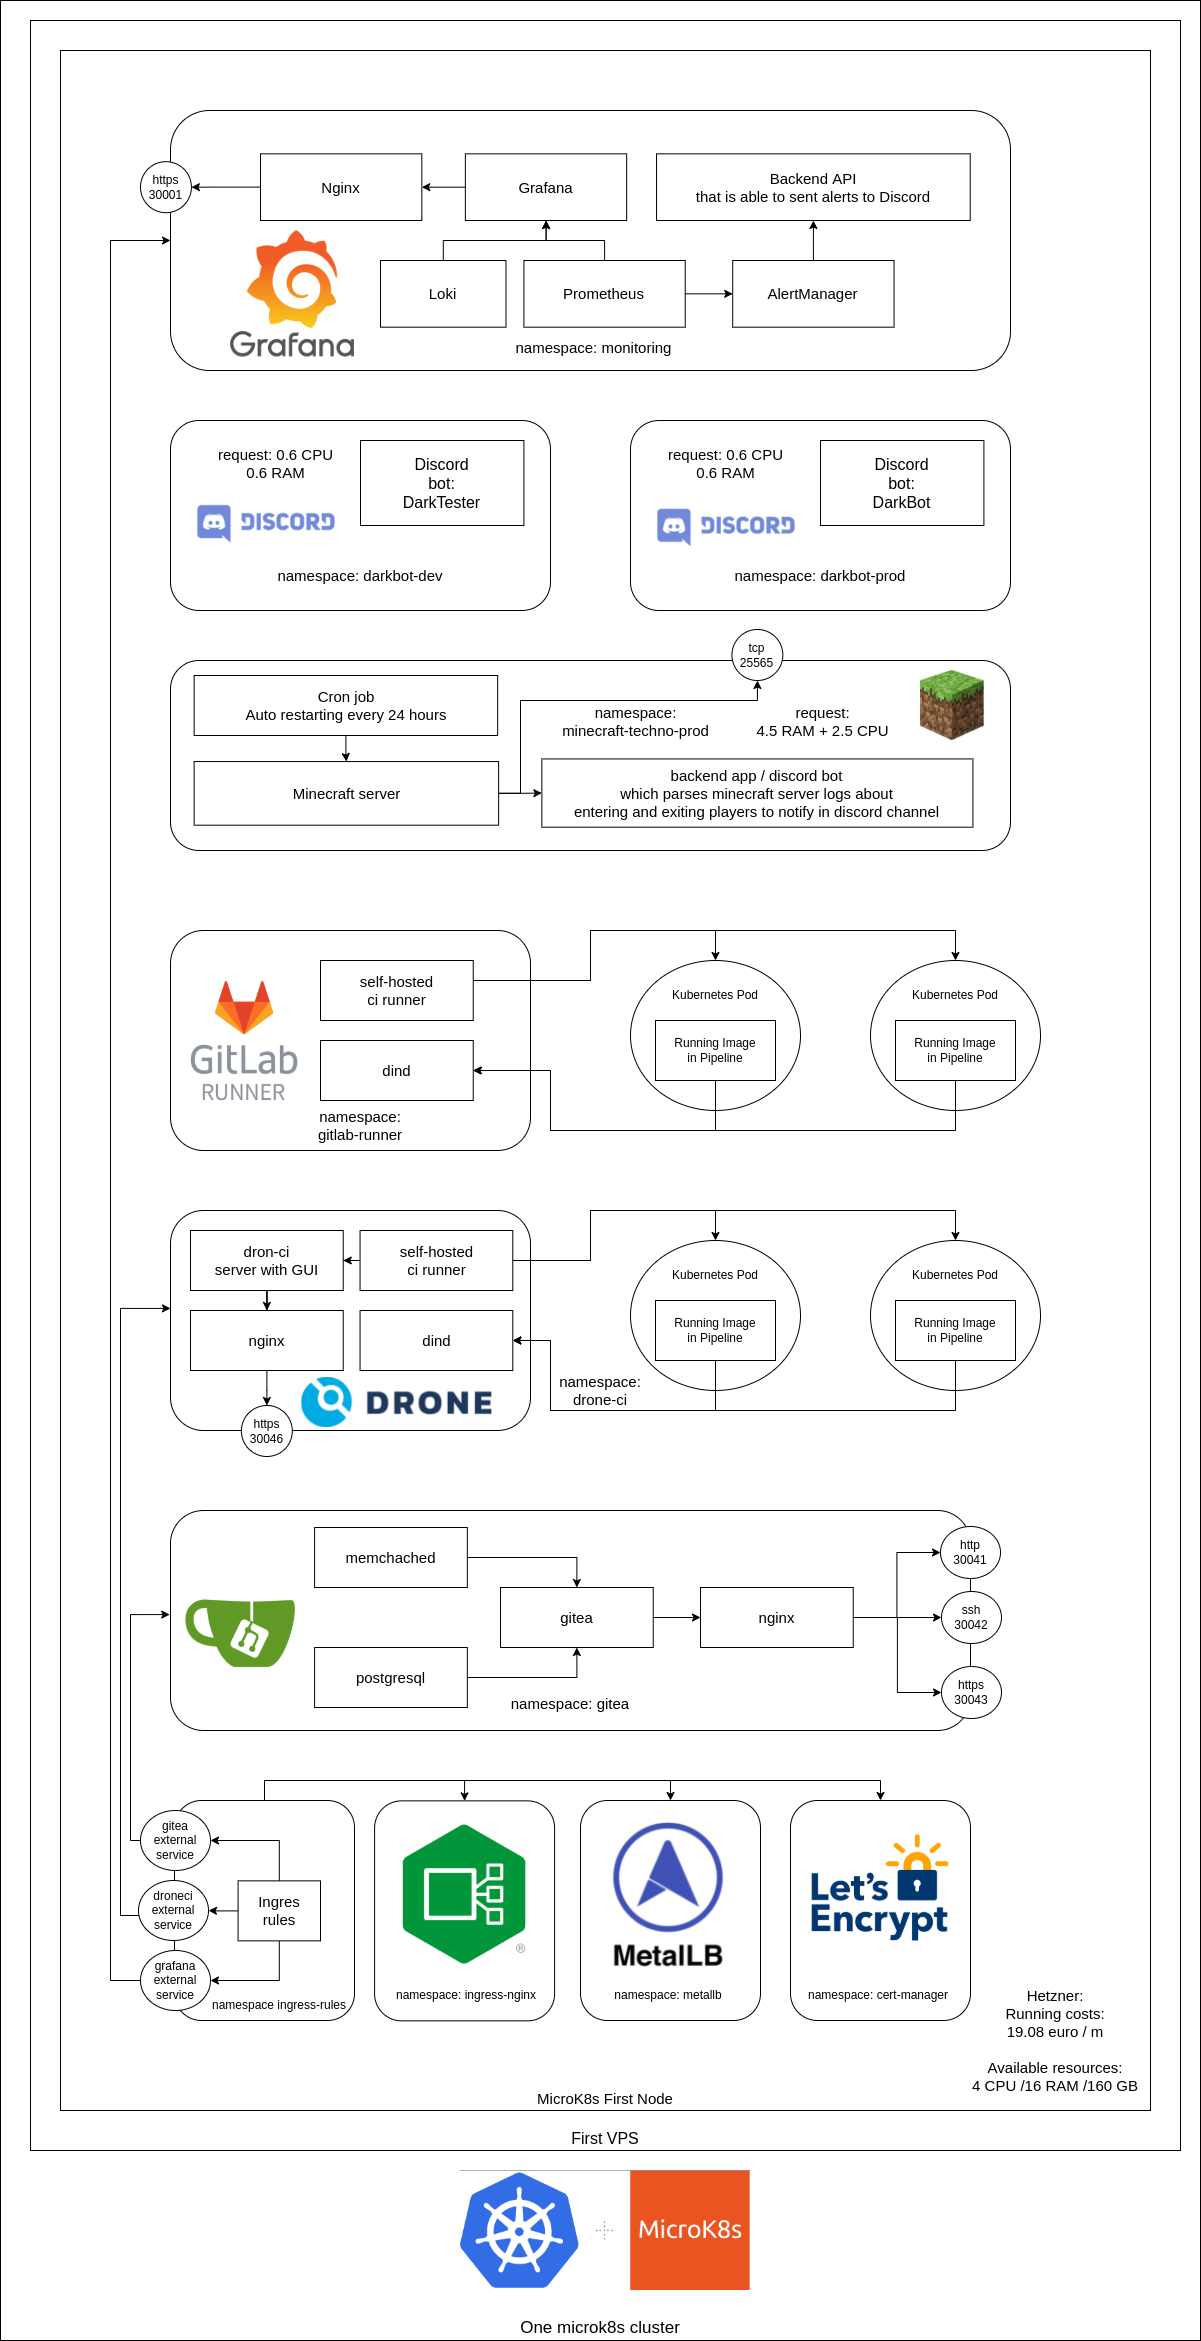 https
30001
Nginx
Grafana
Backend API
that is able to sent alerts to Discord
Grafana
Loki
Prometheus
AlertManager
namespace: monitoring
request: 0.6 CPU
0.6 RAM
Discord
bot:
DarkTester
DISCORD
namespace: darkbot-dev
request: 0.6 CPU
0.6 RAM
Discord
bot:
DarkBot
DISCORD
namespace: darkbot-prod
tcp
25565
Cron job
Auto restarting every 24 hours
namespace:
minecraft-techno-prod
request:
4.5 RAM + 2.5 CPU
Minecraft server
backend app / discord bot
which parses minecraft server logs about
entering and exiting players to notify in discord channel
GitLab
RUNNER
self-hosted
ci runner
dind
namespace:
gitlab-runner
Kubernetes Pod
Running Image
in Pipeline
Kubernetes Pod
Running Image
in Pipeline
dron-ci
server with GUI
self-hosted
ci runner
nginx
dind
DRONE
https
30046
namespace:
drone-ci
Kubernetes Pod
Running Image
in Pipeline
Kubernetes Pod
Running Image
in Pipeline
memchached
gitea
nginx
postgresql
namespace: gitea
http
30041
ssh
30042
https
30043
gitea
external
service
droneci
external
service
grafana
external
service
Ingres
rules
namespace ingress-rules
®
namespace: ingress-nginx
MetalLB
namespace: metallb
Let's
Encrypt
namespace: cert-manager
Hetzner:
Running costs:
19.08 euro / m
Available resources:
4 CPU /16 RAM /160 GB
MicroK8s First Node
First VPS
MicroK8s
One microk8s cluster